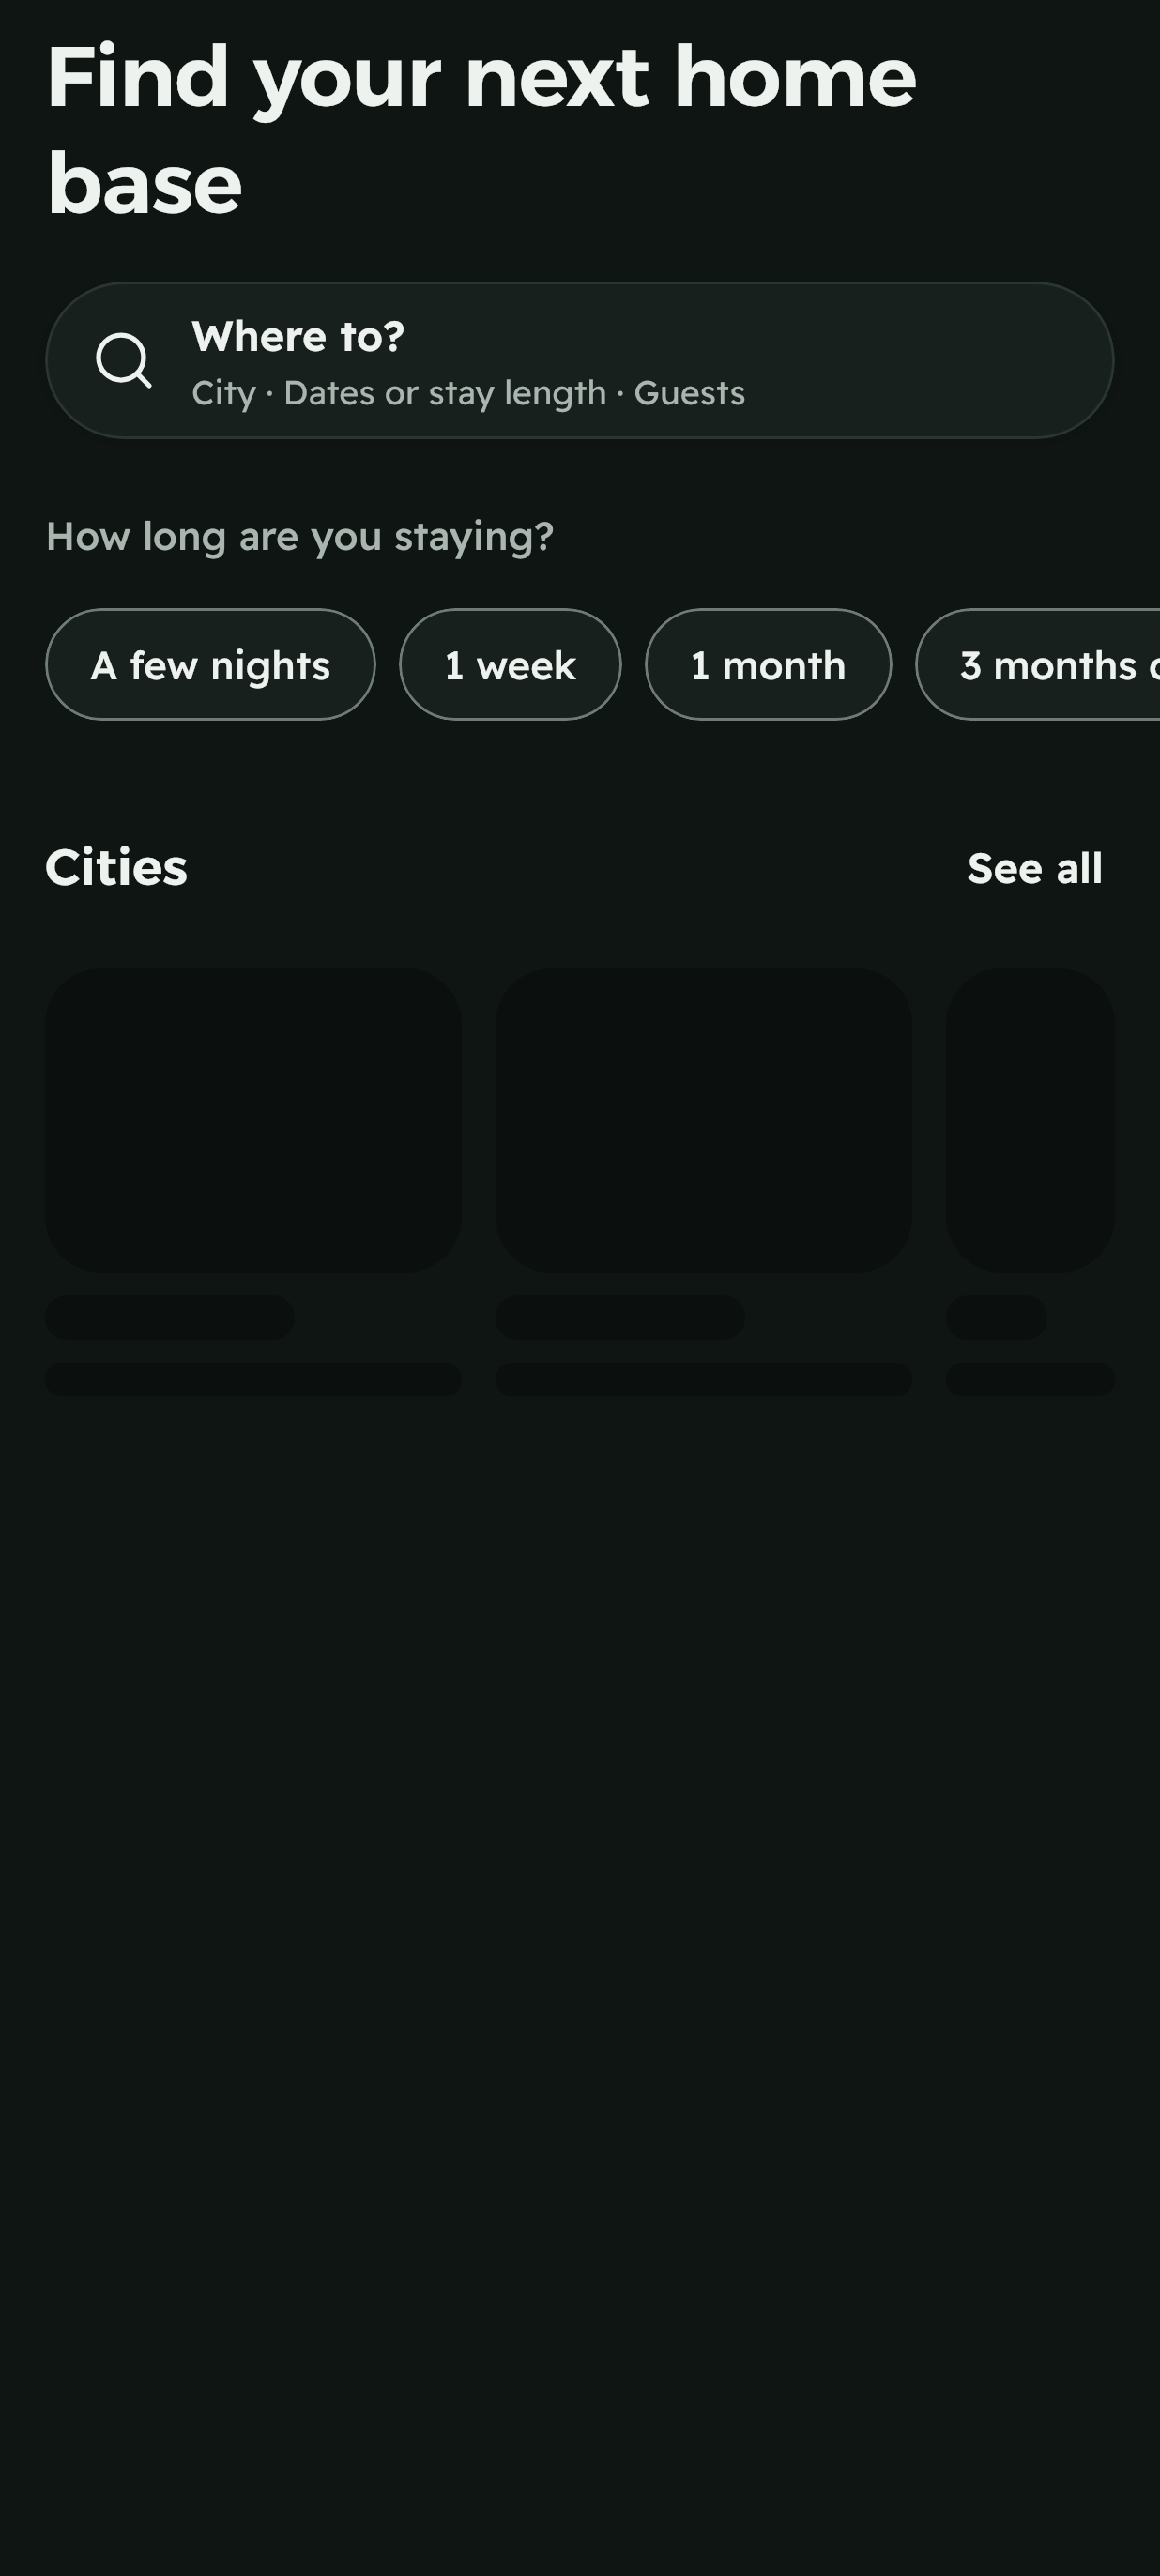 Find your next home
base
Where to?
City · Dates or stay length · Guests
How long are you staying?
A few nights
1 week
1 month
3 months
Cities
See all